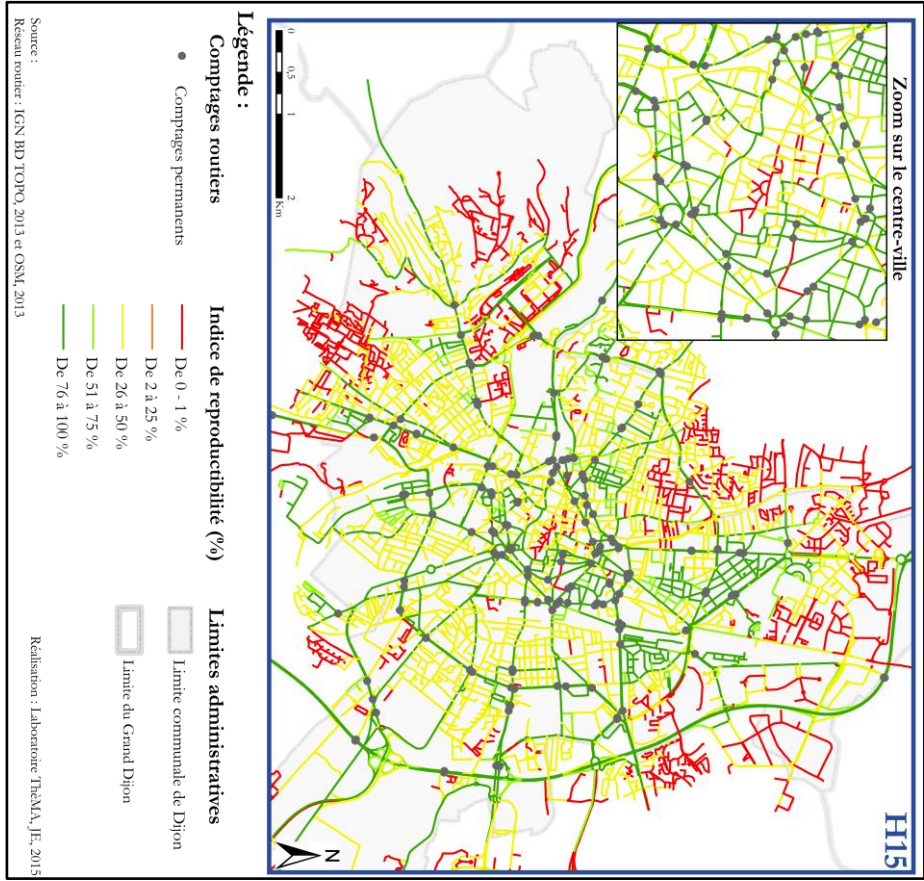 H15
Zoom sur le centre-ville
N
0 0,5 1 2
Km
Légende :
Comptages routiers
Comptages permanents
Indice de reproductibilité (%)
De 0 - 1 %
De 2 à 25 %
De 26 à 50 %
De 51 à 75 %
De 76 à 100 %
Limites administratives
Limite communale de Dijon
Limite du Grand Dijon
Source :
Réseau routier : IGN BD TOPO, 2013 et OSM, 2013
Réalisation : Laboratoire ThéMA, JE, 2015